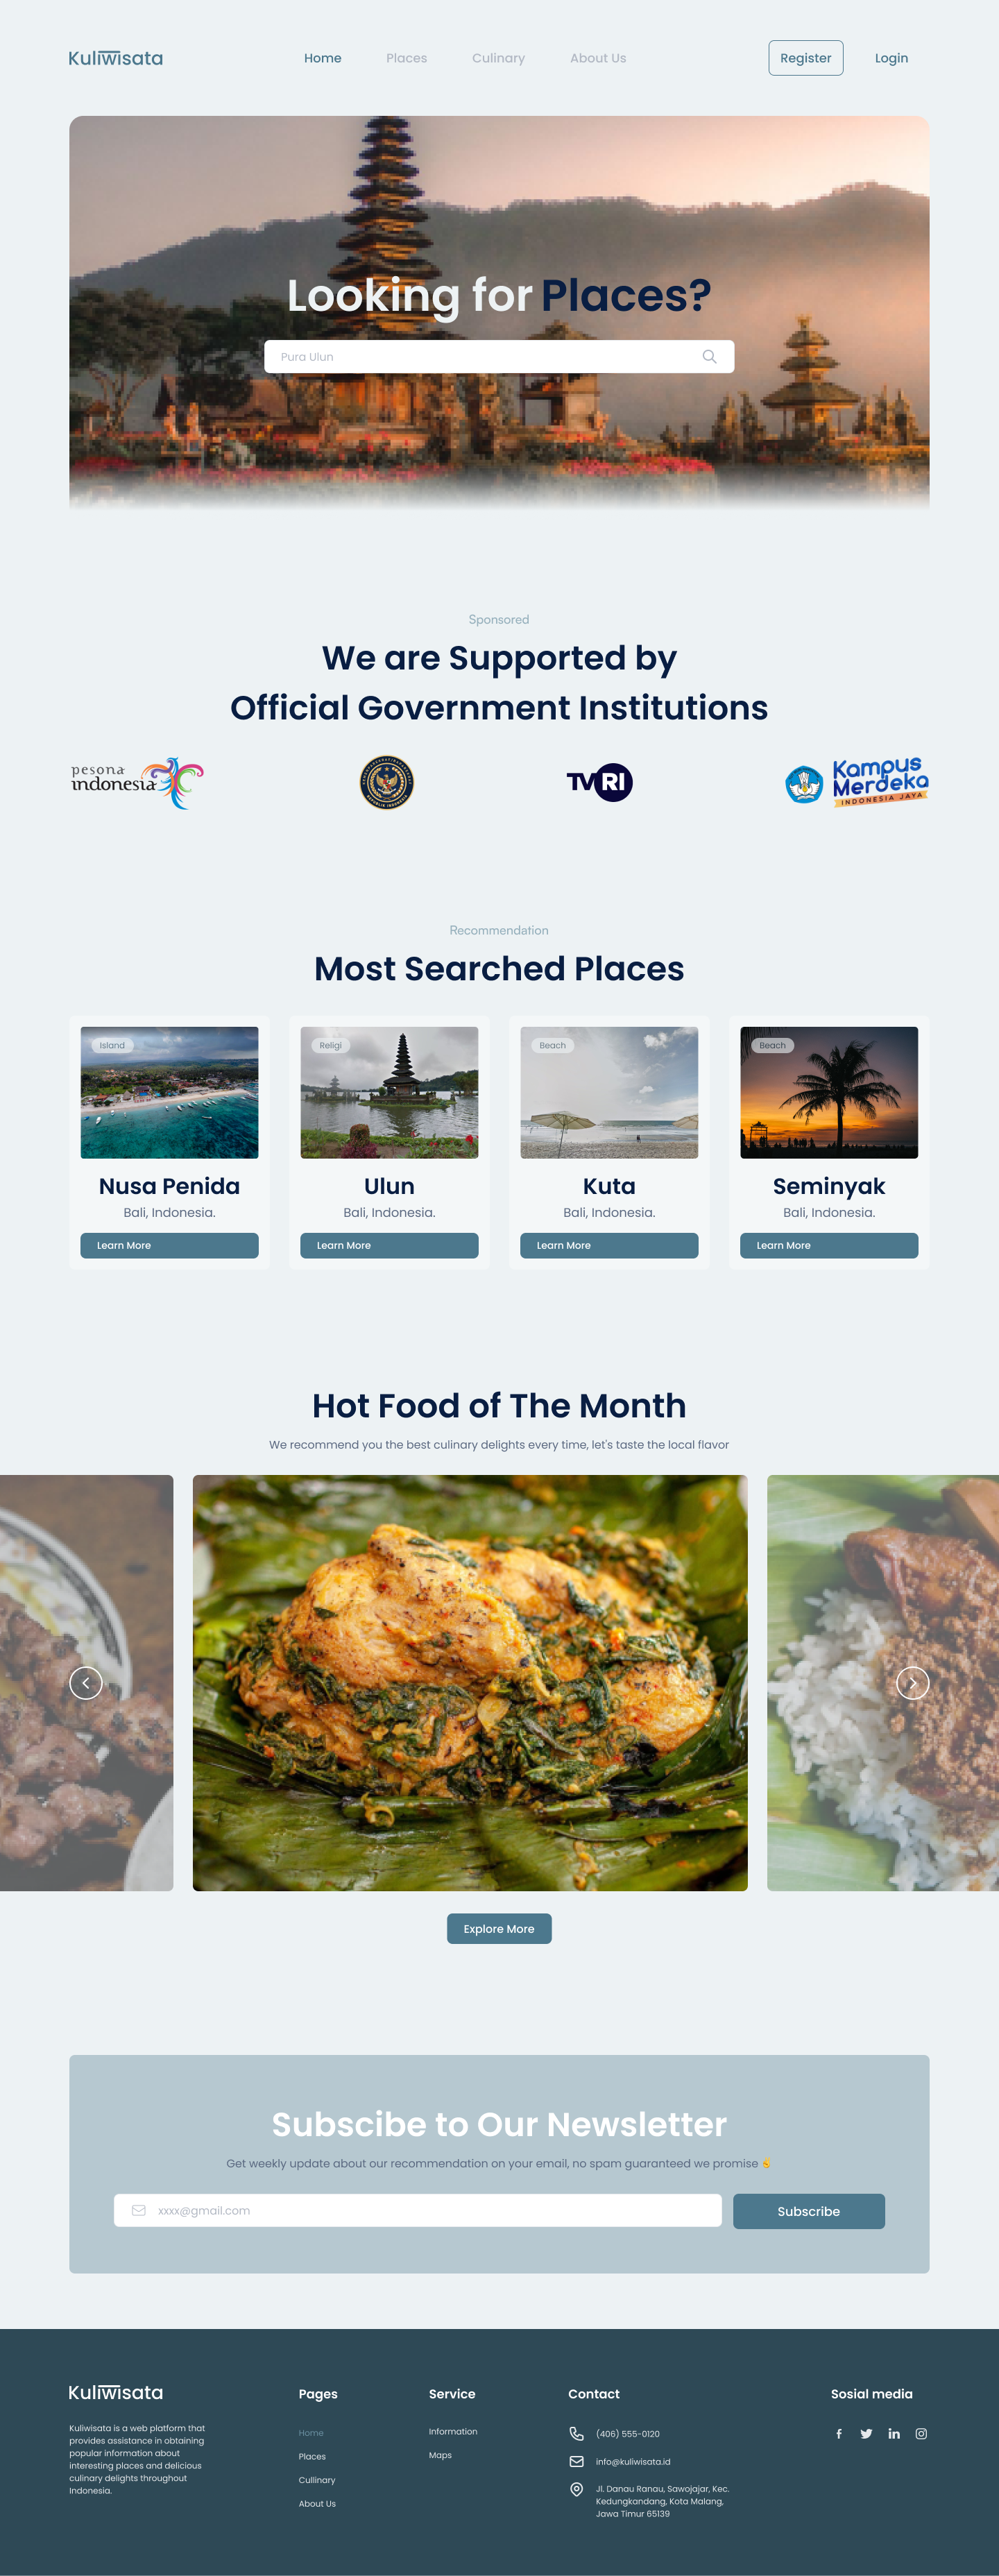 Kuliwisata
Home Places Culinary About Us
Register Login
Looking for Places?
Pura Ulun
Sponsored
We are Supported by
Official Government Institutions
pesona
indonesia
TVRI
Kampus
Merdeka
INDONESIA JAYA
Recommendation
Most Searched Places
Island
Religi
Beach
Beach
Nusa Penida
Ulun
Kuta
Seminyak
Bali, Indonesia.
Bali, Indonesia.
Bali, Indonesia.
Bali, Indonesia.
Learn More
Learn More
Learn More
Learn More
Hot Food of The Month
We recommend you the best culinary delights every time, let's taste the local flavor
Explore More
Subscibe to Our Newsletter
Get weekly update about our recommendation on your email, no spam guaranteed we promise 👌
xxxx@gmail.com
Subscribe
Kuliwisata
Kuliwisata is a web platform that
provides assistance in obtaining
popular information about
interesting places and delicious
culinary delights throughout
Indonesia.
Pages
Home
Places
Cullinary
About Us
Service
Information
Maps
Contact
(406) 555-0120
info@kuliwisata.id
Jl. Danau Ranau, Sawojajar, Kec.
Kedungkandang, Kota Malang,
Jawa Timur 65139
Sosial media